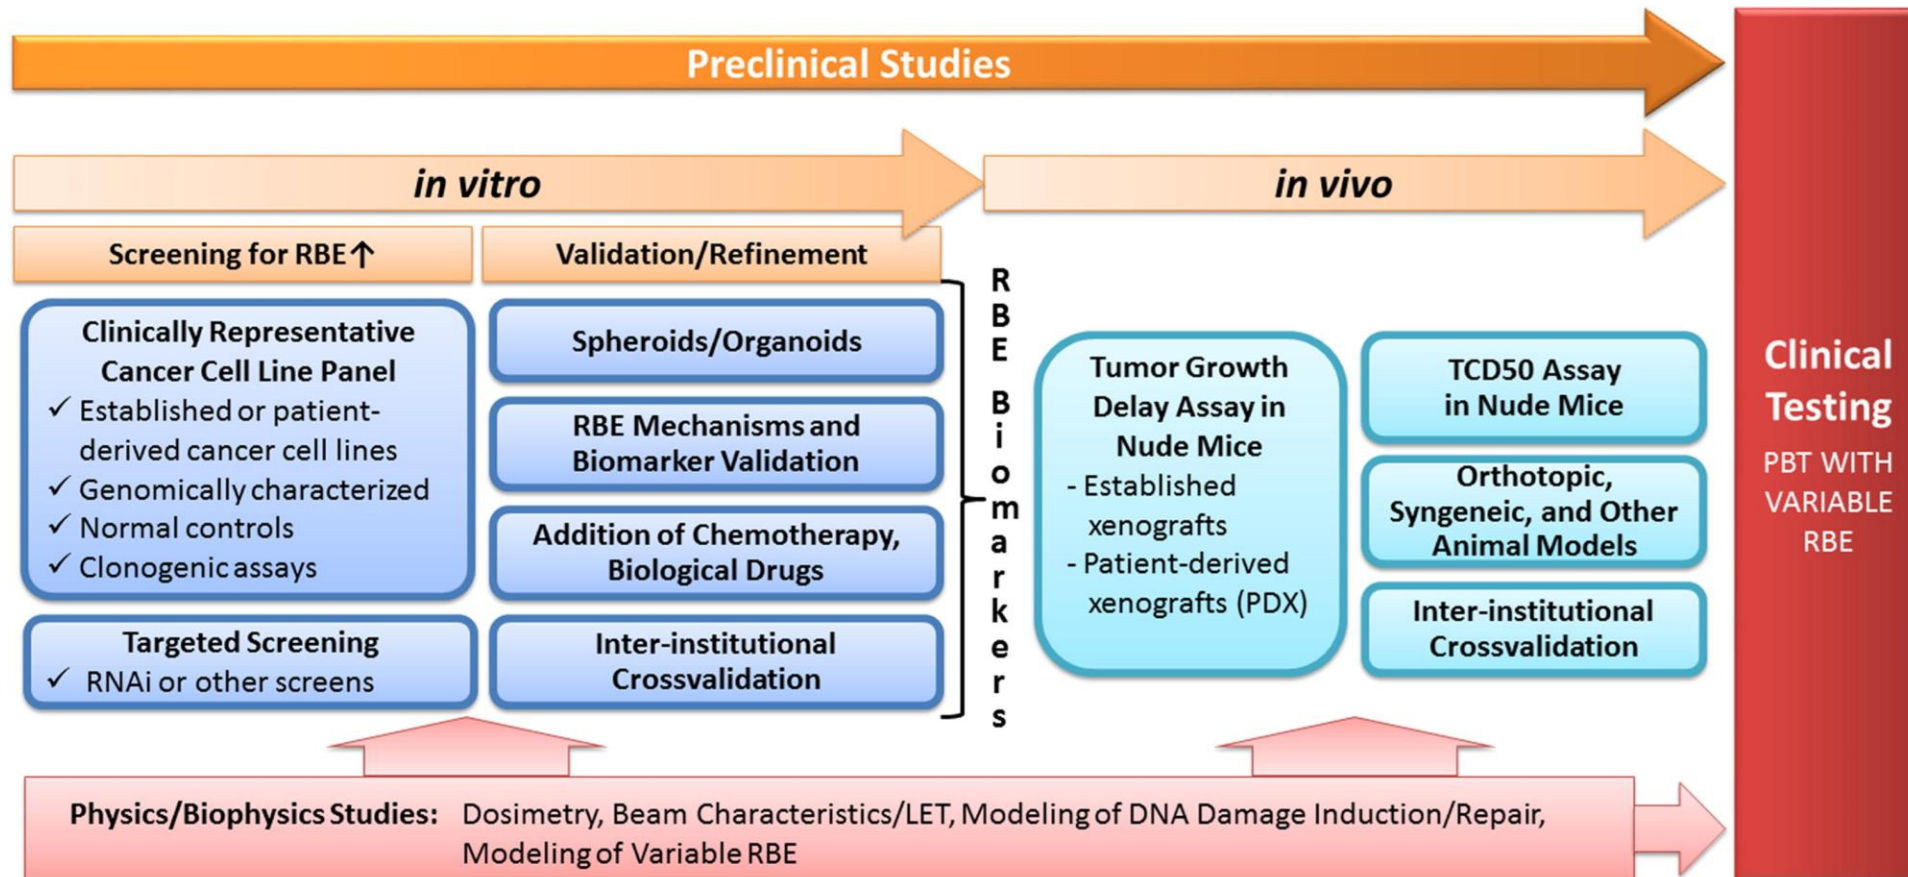 Preclinical Studies
in vitro
in vivo
Screening for RBE↑
Validation/Refinement
Clinically Representative
Cancer Cell Line Panel
✓ Established or patient-
derived cancer cell lines
✓ Genomically characterized
✓ Normal controls
✓ Clonogenic assays
Targeted Screening
✓ RNAi or other screens
Spheroids/Organoids
RBE Mechanisms and
Biomarker Validation
Addition of Chemotherapy,
Biological Drugs
Inter-institutional
Crossvalidation
RBE Biomarkers
Tumor Growth
Delay Assay in
Nude Mice
- Established
xenografts
- Patient-derived
xenografts (PDX)
TCD50 Assay
in Nude Mice
Orthotopic,
Syngeneic, and Other
Animal Models
Inter-institutional
Crossvalidation
Clinical
Testing
PBT WITH
VARIABLE
RBE
Physics/Biophysics Studies: Dosimetry, Beam Characteristics/LET, Modeling of DNA Damage Induction/Repair,
Modeling of Variable RBE